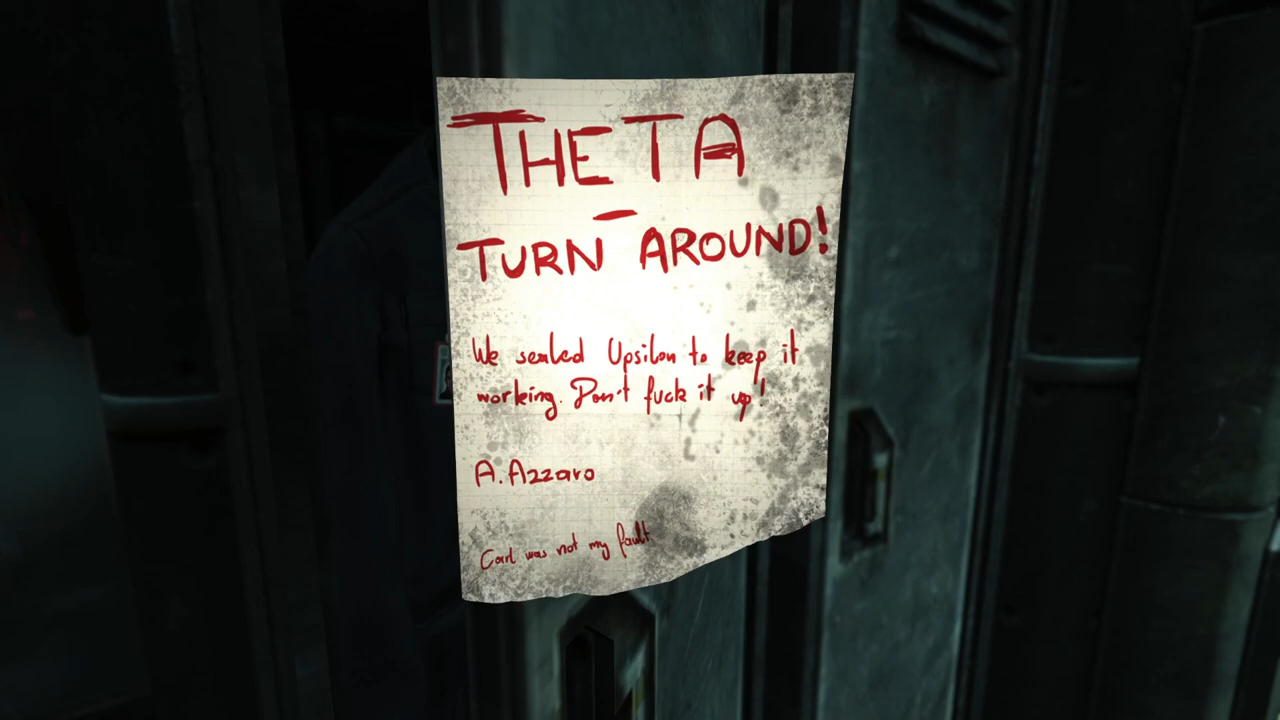 THETA
-
TURN AROUND!
We sealed Upsilon to keep it
working. Don't fuck it up!
A. Azzaro
Carl was not my fault